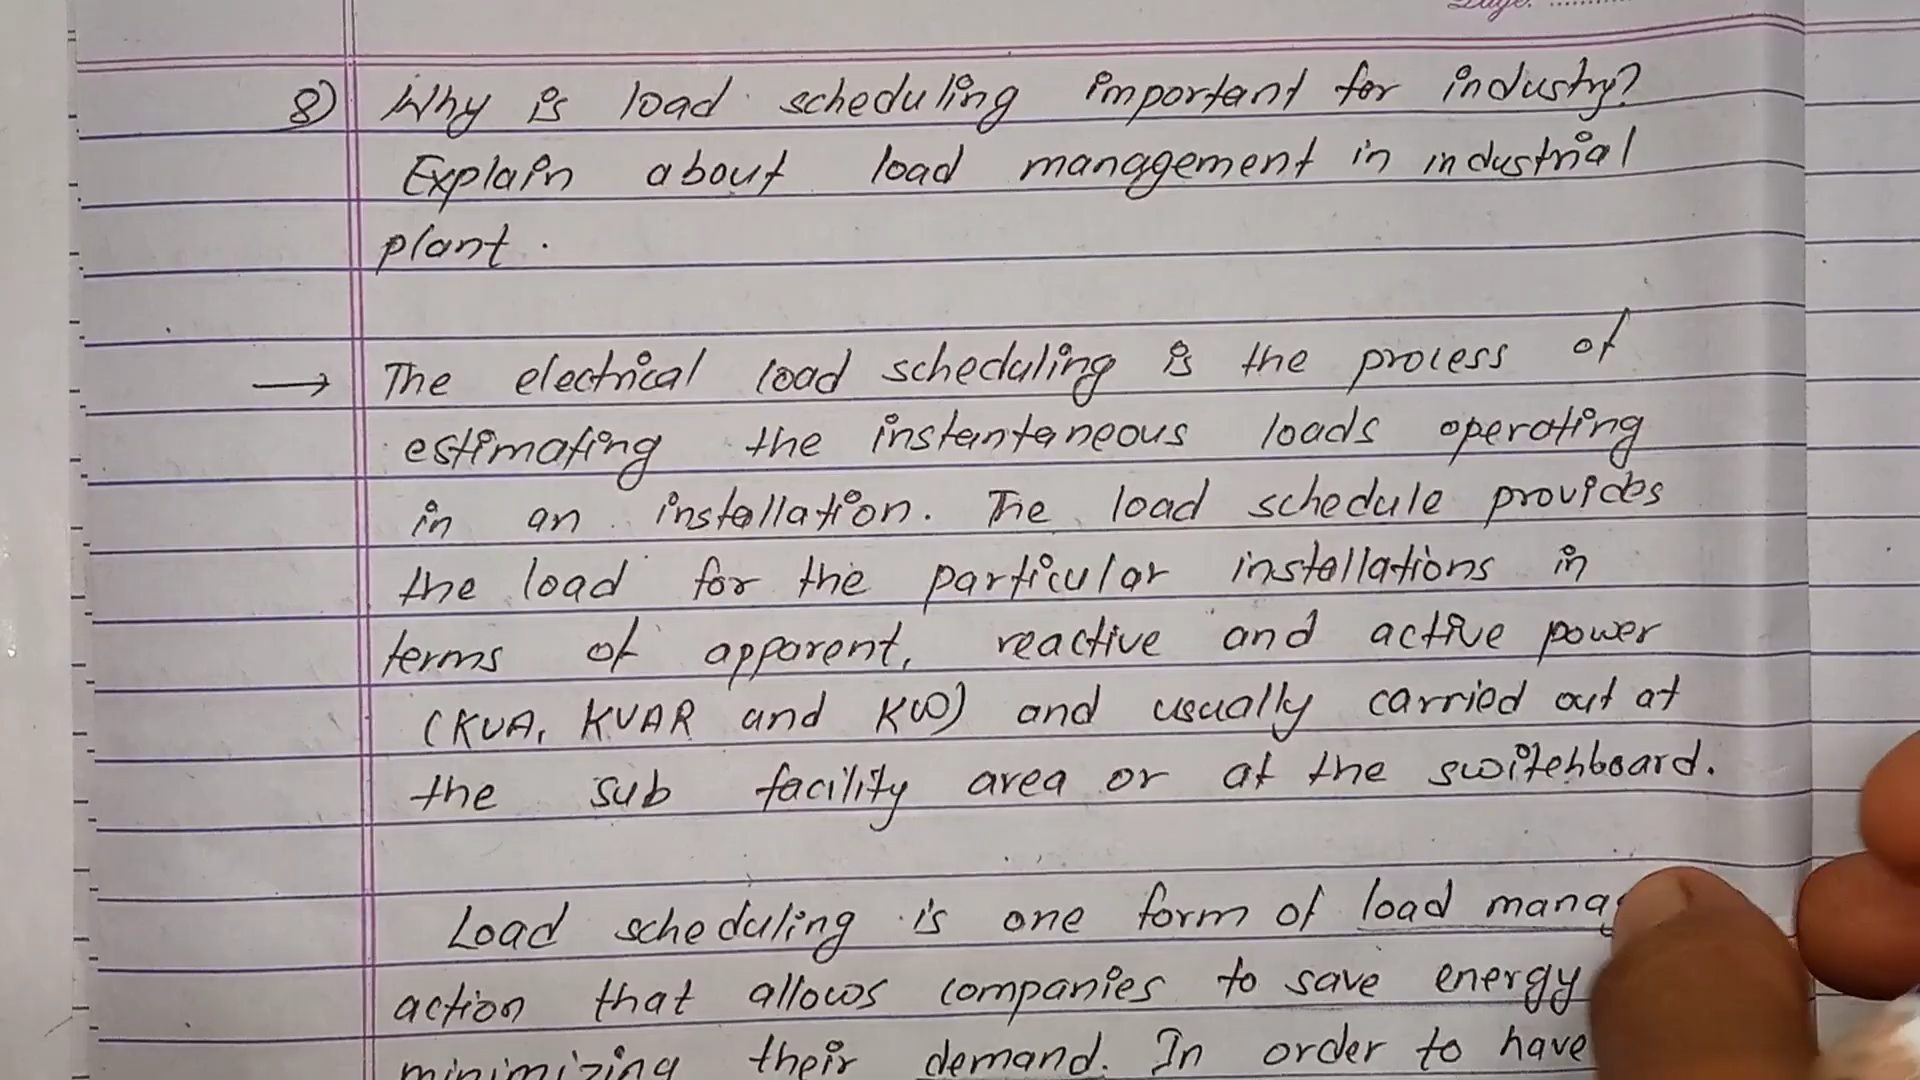 Page.
8) Why is load scheduling important for industry?
Explain about load management in industrial
plant.
→ The electrical load scheduling is the process of
estimating the instantaneous loads operating
in an installation. The load schedule provides
the load for the particular installations in
terms of apparent, reactive and active power
(KVA, KVAR and KW) and usually carried out at
the sub facility area or at the switchboard.
Load scheduling is one form of load
action that allows companies to save energy
minimizing their demand. In order to have